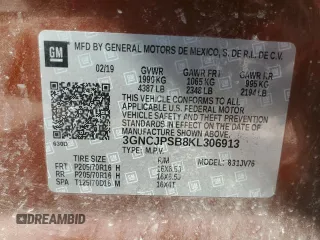 GM
MFD BY GENERAL MOTORS DE MEXICO, S. DE R.L. DE C.V.
02/19 GVWR GAWR FRT GAWR RR
1990KG 1065 KG 995 KG
4387 LB 2348 LB 2194 LB
THIS VEHICLE CONFORMS TO ALL APPLICABLE U.S. FEDERAL MOTOR VEHICLE SAFETY, BUMPER, AND THEFT PREVENTION STANDARDS IN EFFECT ON THE DATE OF MANUFACTURE SHOWN ABOVE.
3GNCJPSB8KL306913
TYPE: M.P.V. MODEL: 831JV76
TIRE SIZE RIM
FRT P205/70R16 H 16X6.5J
RR P205/70R16 H 16X6.5J
SPA T125/70D16 M 16X4T